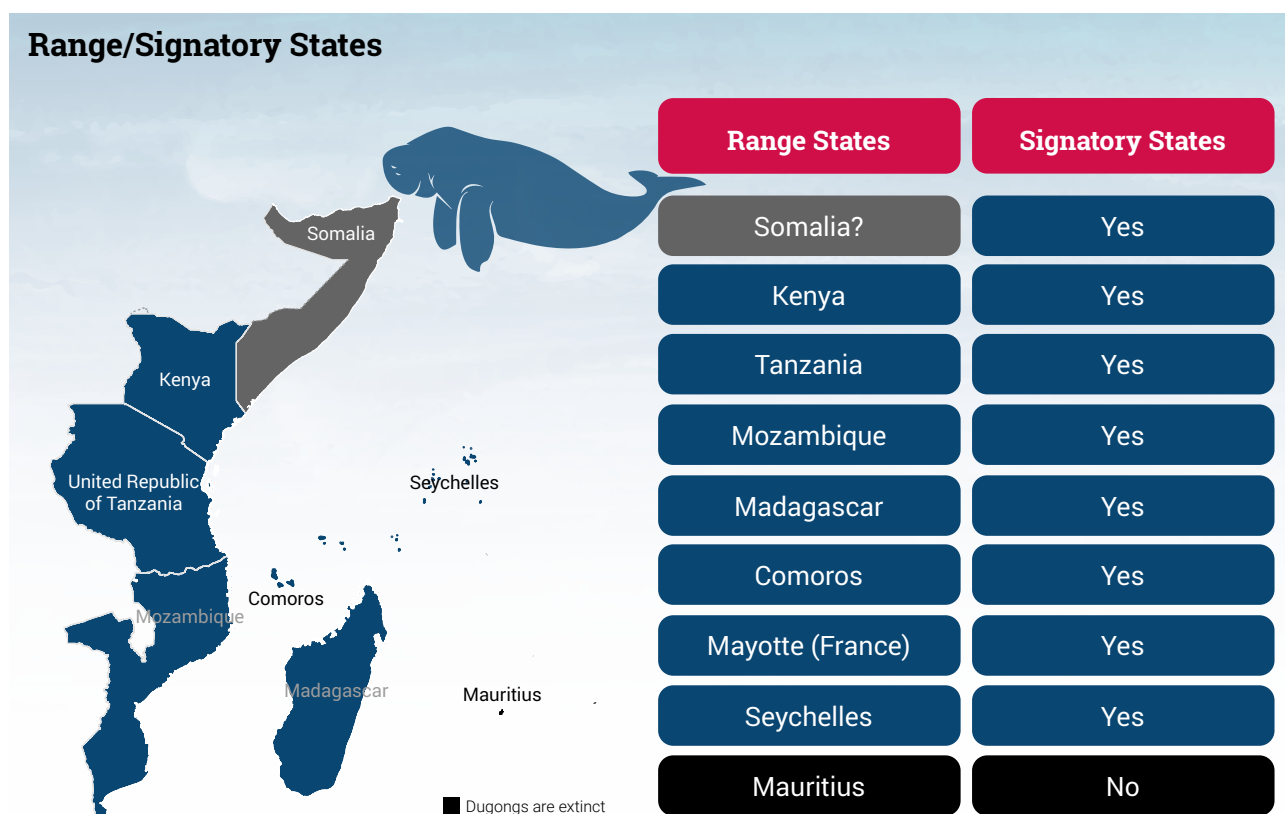 Range/Signatory States
Somalia
Kenya
United Republic
of Tanzania
Seychelles
Comoros
Mozambique
Madagascar
Mauritius
Dugongs are extinct
Range States Signatory States
Somalia? Yes
Kenya Yes
Tanzania Yes
Mozambique Yes
Madagascar Yes
Comoros Yes
Mayotte (France) Yes
Seychelles Yes
Mauritius No